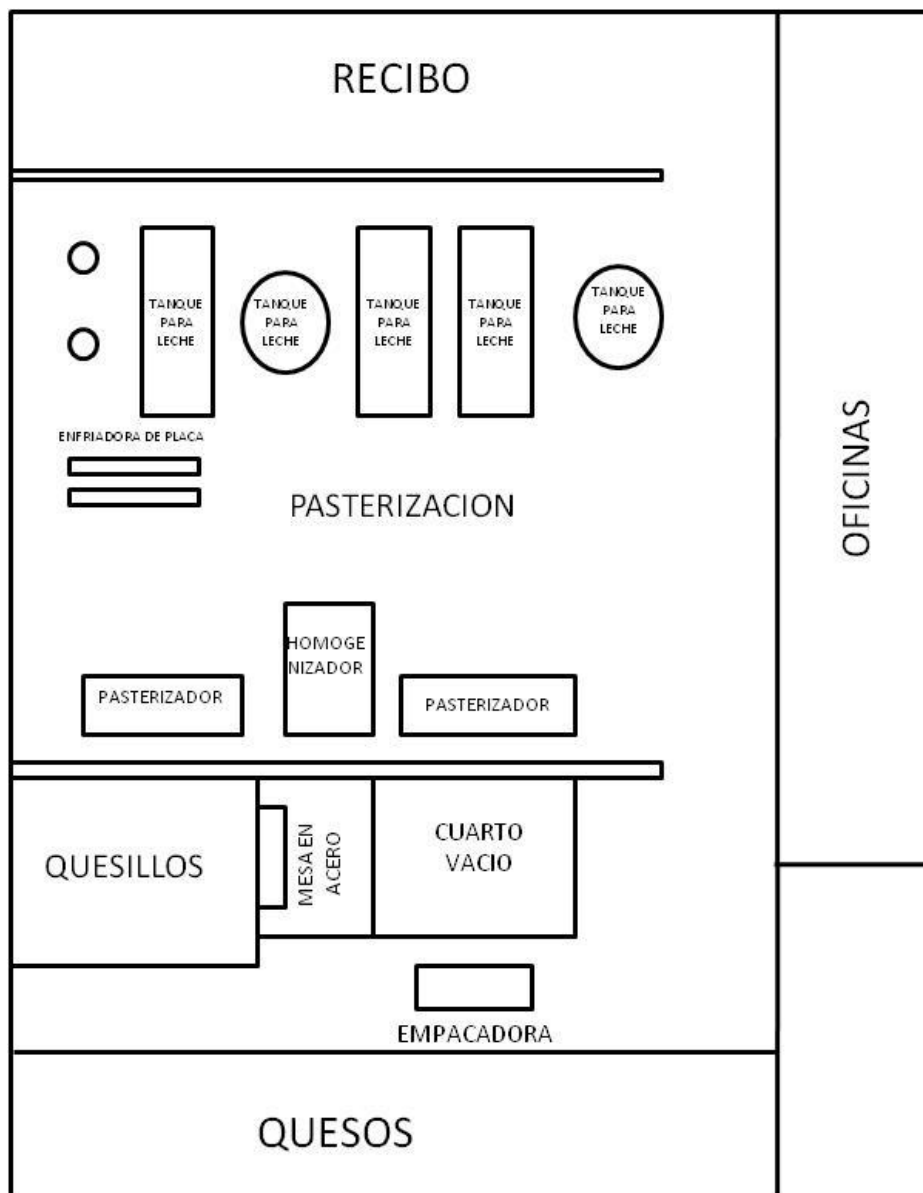 RECIBO
TANQUE
PARA
LECHE
TANQUE
PARA
LECHE
TANQUE
PARA
LECHE
TANQUE
PARA
LECHE
TANQUE
PARA
LECHE
ENFRIADORA DE PLACA
PASTERIZACION
OFICINAS
HOMOGE
NIZADOR
PASTERIZADOR
PASTERIZADOR
QUESILLOS
MESA EN
ACERO
CUARTO
VACIO
EMPACADORA
QUESOS